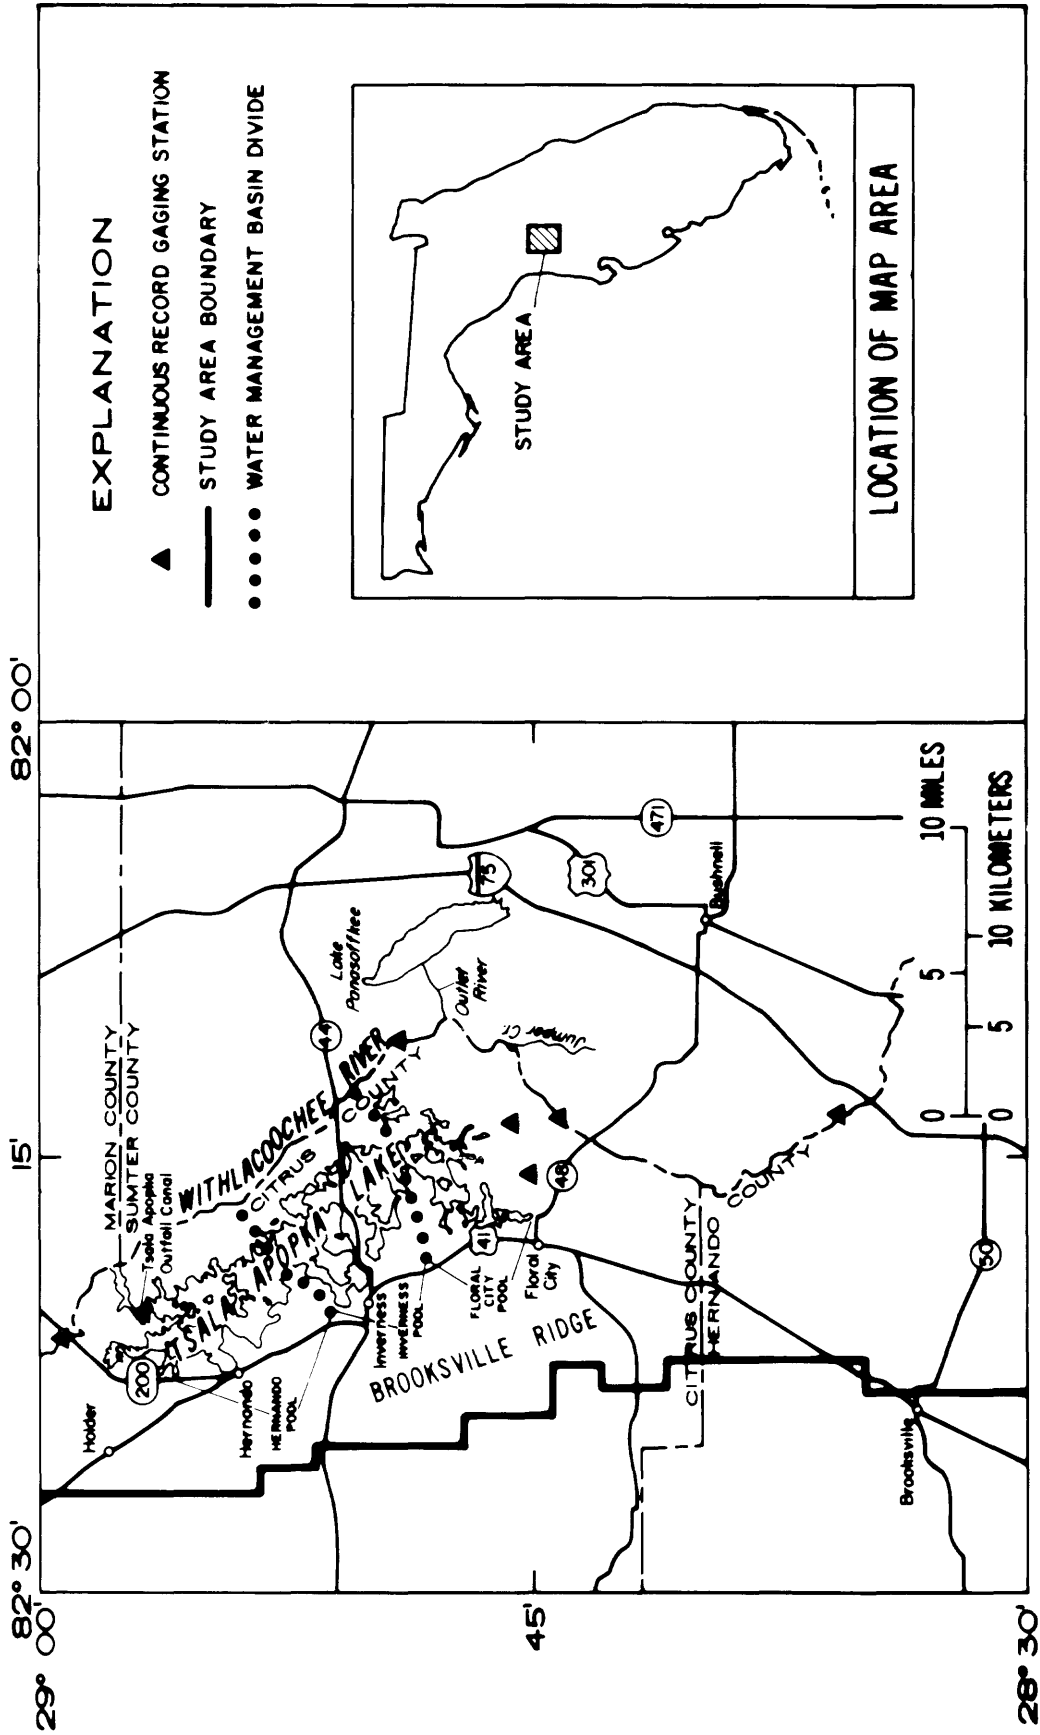 82° 30'
15'
82° 00'
29° 00'
45'
28° 30'
Holder
200
Hernando
HERNANDO
POOL
Inverness
INVERNESS
POOL
BROOKSVILLE RIDGE
FLORAL
CITY
POOL
Floral
City
41
48
44
TSALA APOPKA LAKE
MARION COUNTY
SUMTER COUNTY
Tsala Apopka
Outfall Canal
WITHLACOOCHEE RIVER
CITRUS COUNTY
Lake
Panasoffkee
Outlet
River
Jumper Cr.
75
301
471
Bushnell
CITRUS COUNTY
HERNANDO COUNTY
Brooksville
50
0 5 10 MILES
0 5 10 KILOMETERS
EXPLANATION
CONTINUOUS RECORD GAGING STATION
STUDY AREA BOUNDARY
WATER MANAGEMENT BASIN DIVIDE
STUDY AREA
LOCATION OF MAP AREA